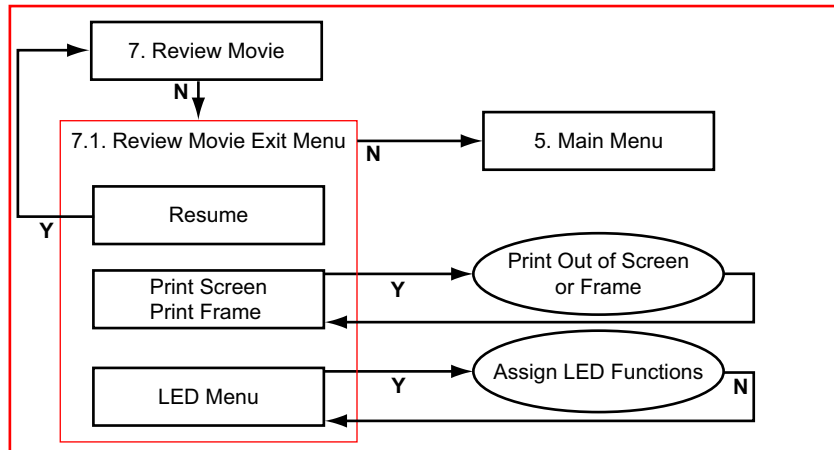 7. Review Movie
N
7.1. Review Movie Exit Menu
N
5. Main Menu
Resume
Y
Print Screen
Print Frame
Y
Print Out of Screen
or Frame
LED Menu
Y
Assign LED Functions
N